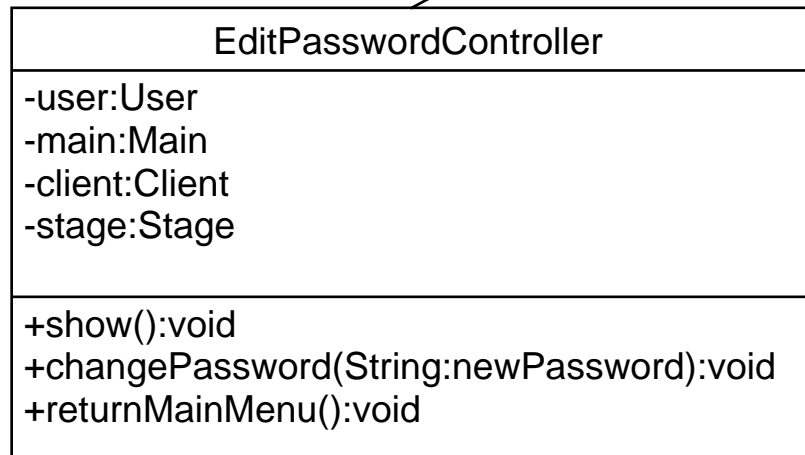 EditPasswordController
-user:User
-main:Main
-client:Client
-stage:Stage
+show():void
+changePassword(String:newPassword):void
+returnMainMenu():void